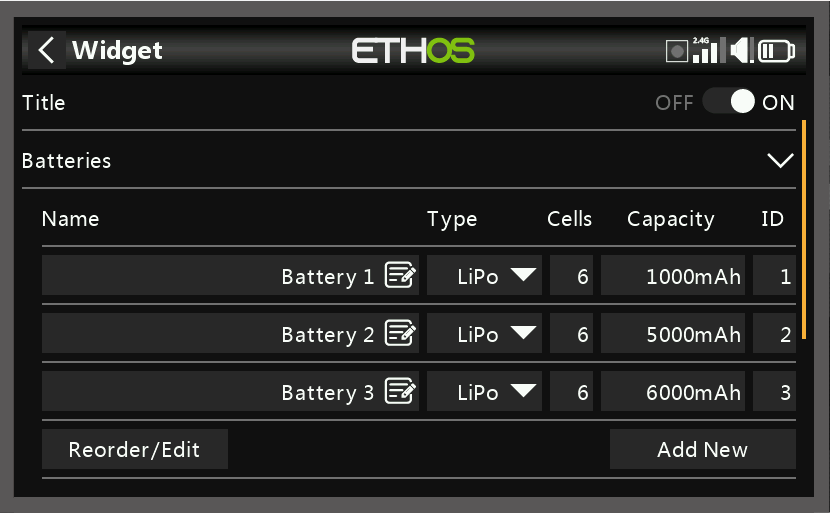 Widget ETHOS 2.4G
Title OFF ON
Batteries
Name Type Cells Capacity ID
Battery 1 LiPo 6 1000mAh 1
Battery 2 LiPo 6 5000mAh 2
Battery 3 LiPo 6 6000mAh 3
Reorder/Edit Add New